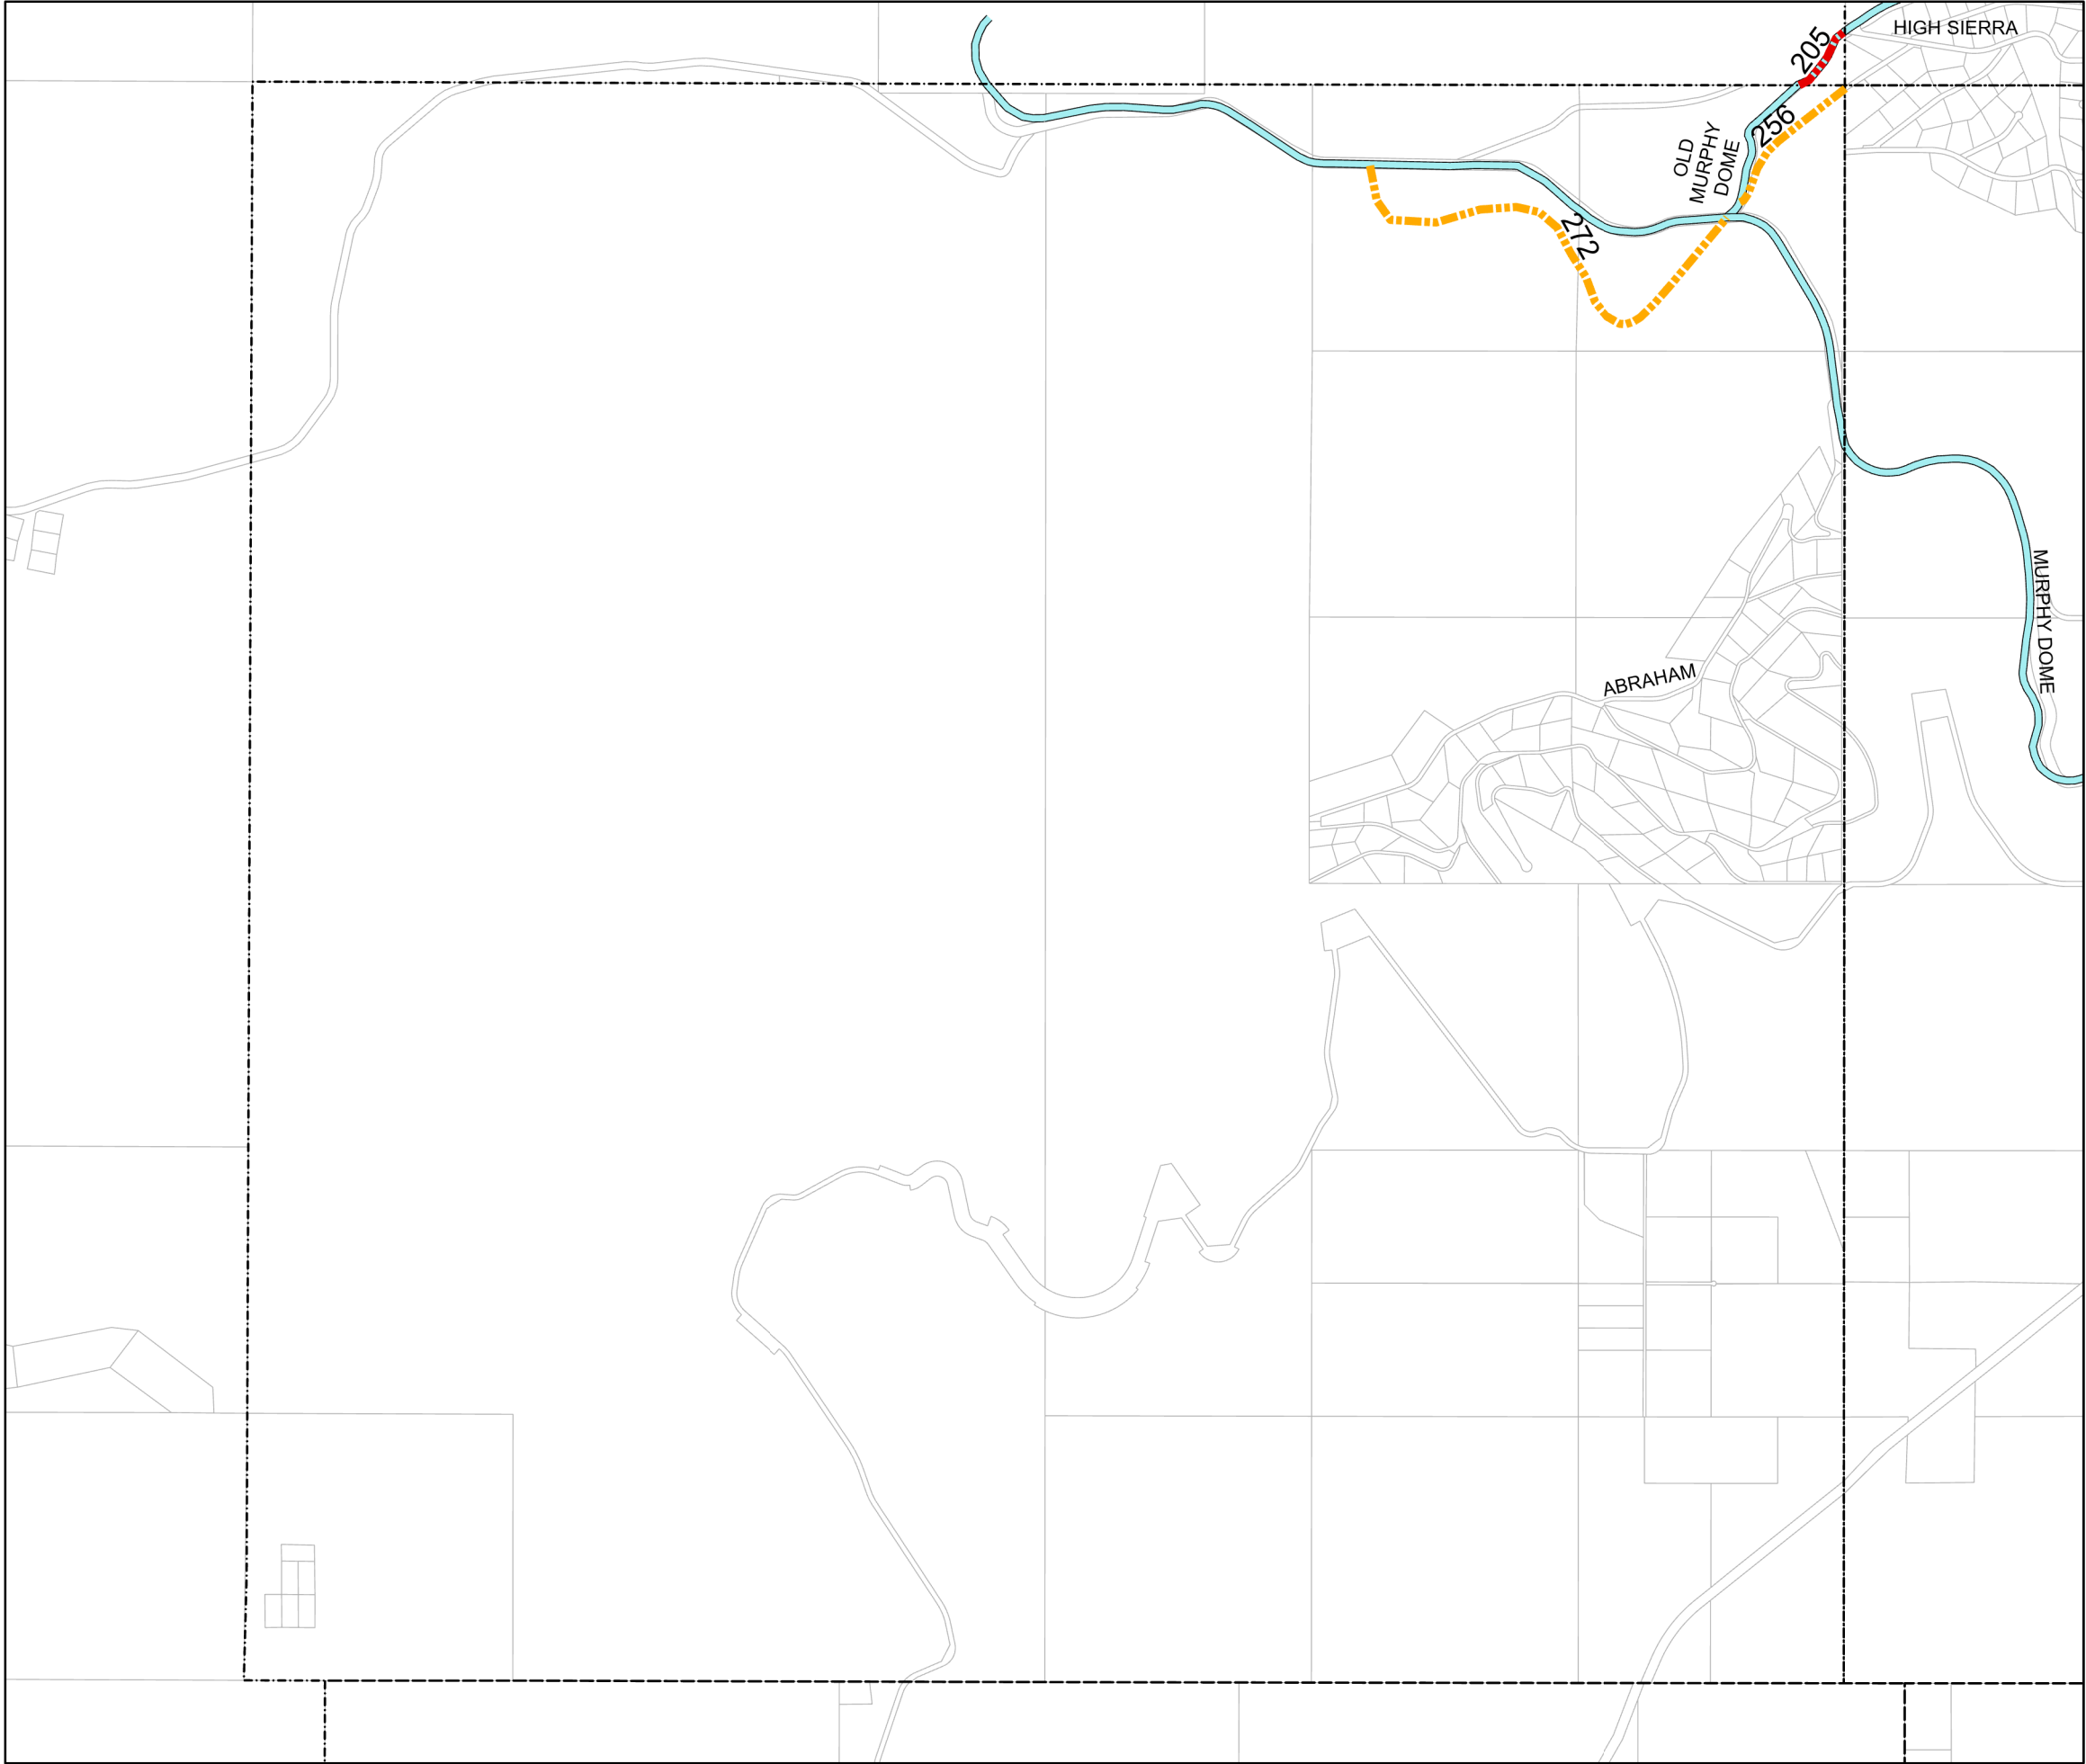 HIGH SIERRA
205
256
OLD
MURPHY
DOME
272
MURPHY DOME
ABRAHAM